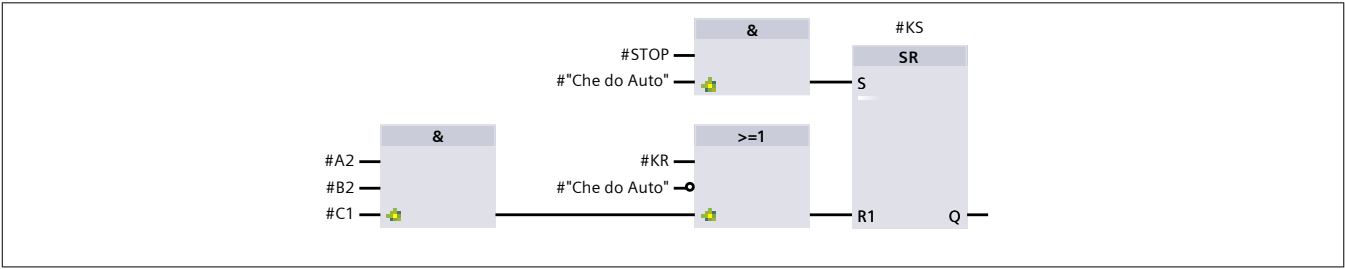 &
#KS
#STOP
SR
#"Che do Auto"
S
&
>=1
#A2
#KR
#B2
#"Che do Auto"
#C1
R1
Q